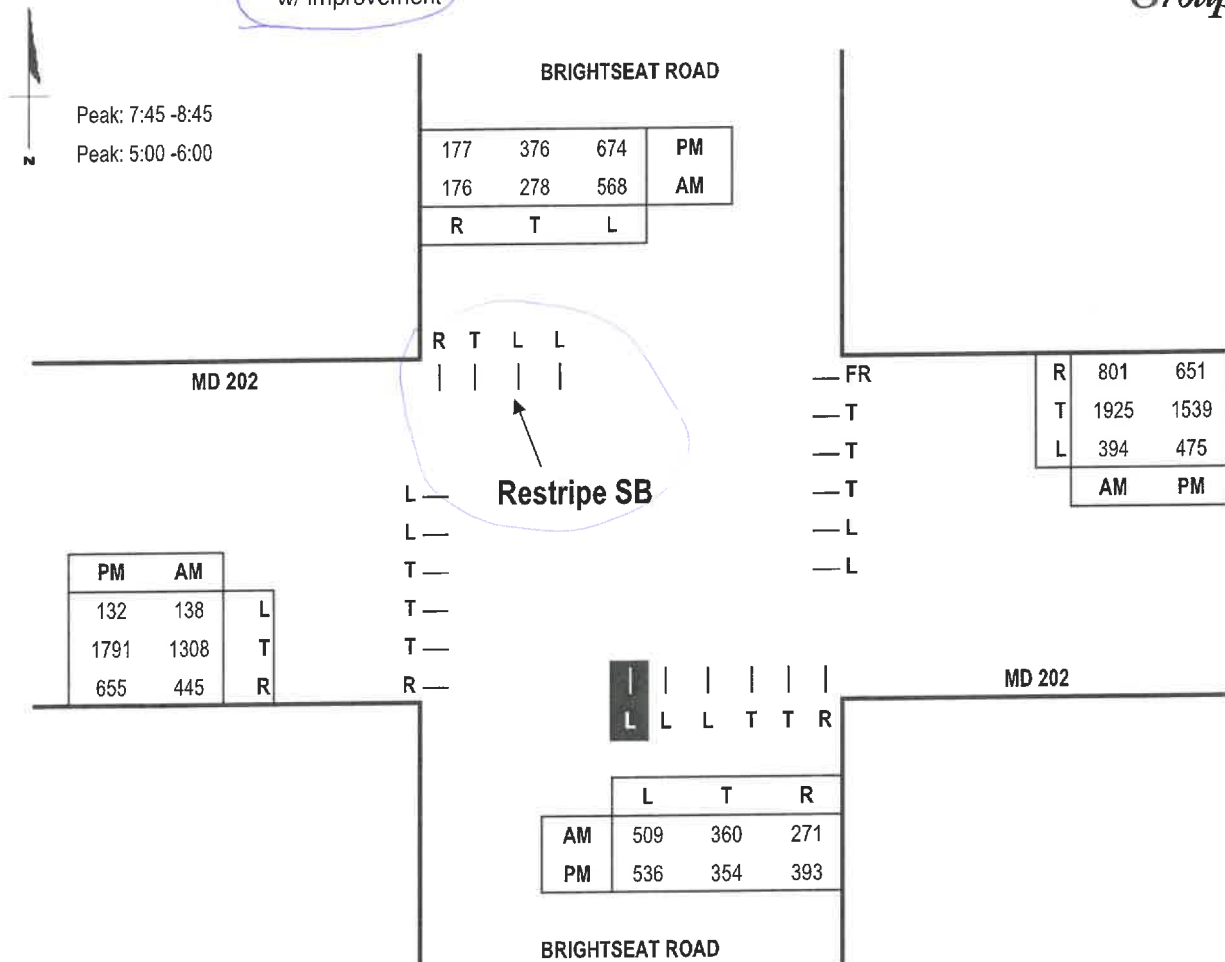 w/ Improvement
Group
BRIGHTSEAT ROAD
Peak: 7:45 -8:45
Peak: 5:00 -6:00
N
177 376 674 PM
176 278 568 AM
R T L
R T L L
MD 202
Restripe SB
FR
T
T
T
L
L
R 801 651
T 1925 1539
L 394 475
AM PM
L
L
T
T
T
R
PM AM
132 138 L
1791 1308 T
655 445 R
MD 202
L L L T T R
L T R
AM 509 360 271
PM 536 354 393
BRIGHTSEAT ROAD